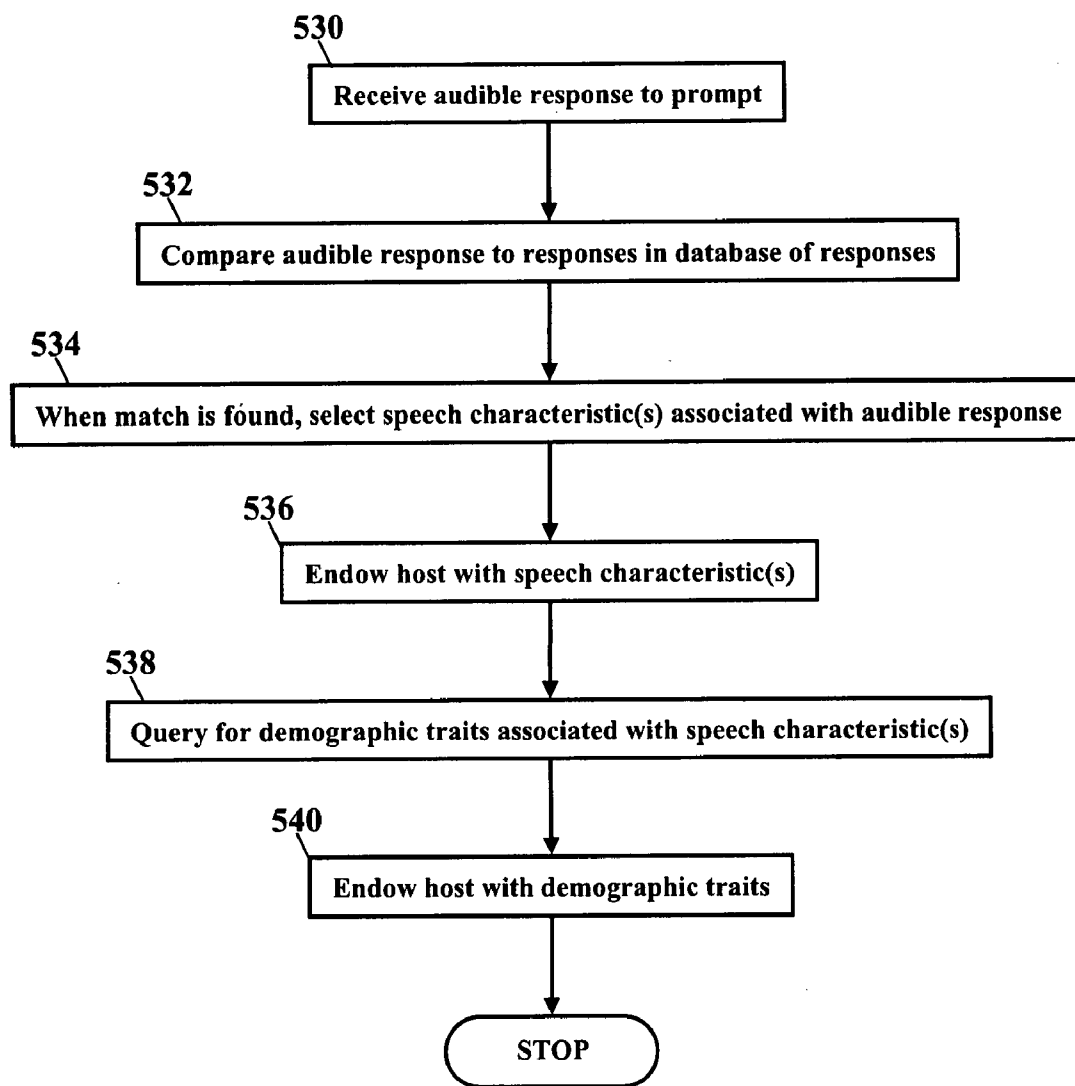 530
Receive audible response to prompt
532
Compare audible response to responses in database of responses
534
When match is found, select speech characteristic(s) associated with audible response
536
Endow host with speech characteristic(s)
538
Query for demographic traits associated with speech characteristic(s)
540
Endow host with demographic traits
STOP